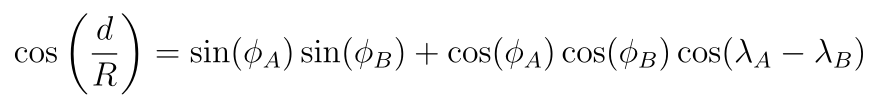 cos(d/R) = sin(ϕ_A) sin(ϕ_B) + cos(ϕ_A) cos(ϕ_B) cos(λ_A − λ_B)